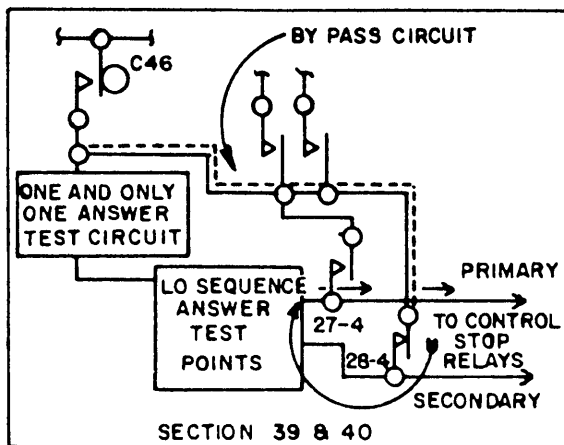 BY PASS CIRCUIT
C46
ONE AND ONLY
ONE ANSWER
TEST CIRCUIT
LO SEQUENCE
ANSWER
TEST
POINTS
PRIMARY
27-4
TO CONTROL
STOP
RELAYS
28-4
SECONDARY
SECTION 39 & 40